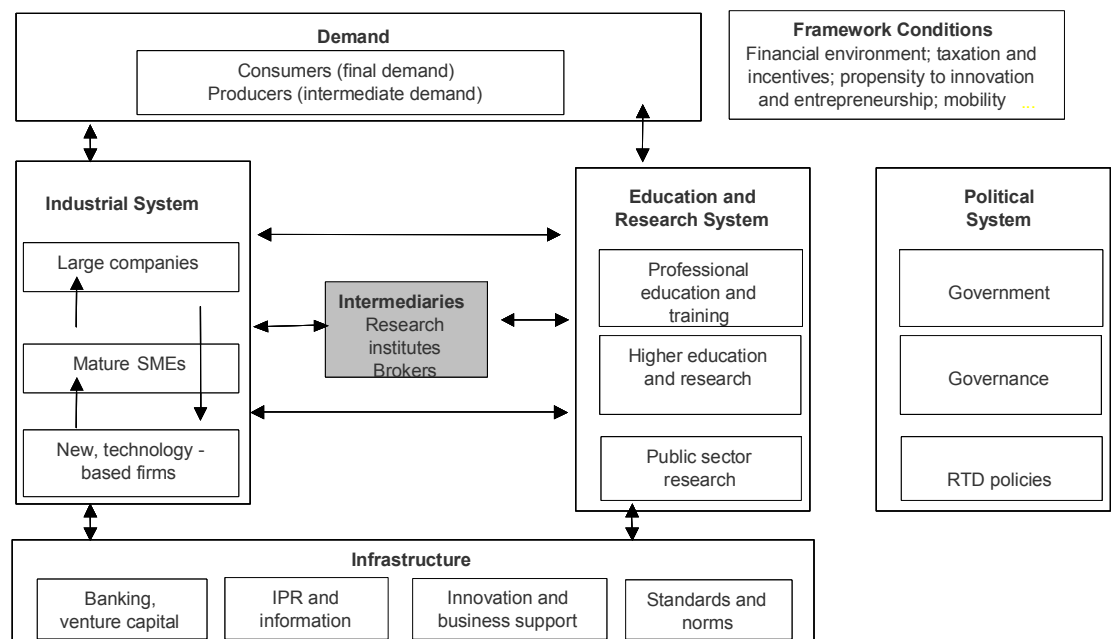 Demand
Consumers (final demand)
Producers (intermediate demand)
Framework Conditions
Financial environment; taxation and
incentives; propensity to innovation
and entrepreneurship; mobility ...
Industrial System
Large companies
Mature SMEs
New, technology -
based firms
Intermediaries
Research
institutes
Brokers
Education and
Research System
Professional
education and
training
Higher education
and research
Public sector
research
Political
System
Government
Governance
RTD policies
Infrastructure
Banking,
venture capital
IPR and
information
Innovation and
business support
Standards and
norms